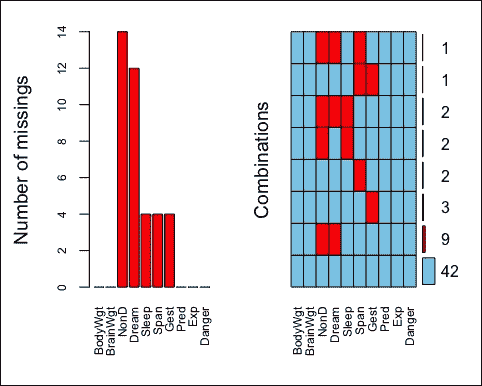 Number of missings
0 2 4 6 8 10 12 14
BodyWgt
BrainWgt
NonD
Dream
Sleep
Span
Gest
Pred
Exp
Danger
Combinations
BodyWgt
BrainWgt
NonD
Dream
Sleep
Span
Gest
Pred
Exp
Danger
1
1
2
2
2
3
9
42